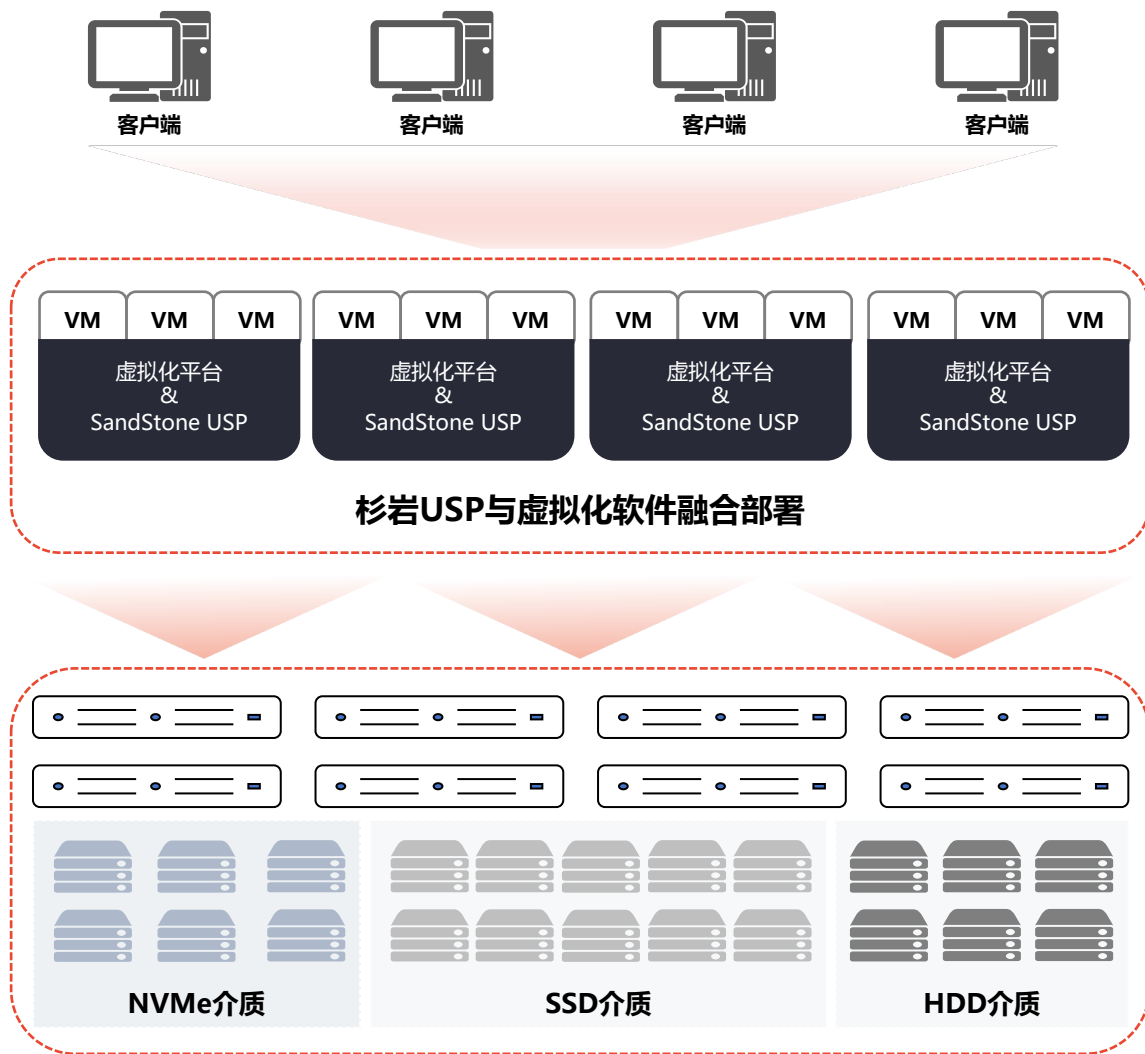 客户端
客户端
客户端
客户端
VM VM VM
虚拟化平台
&
SandStone USP
VM VM VM
虚拟化平台
&
SandStone USP
VM VM VM
虚拟化平台
&
SandStone USP
VM VM VM
虚拟化平台
&
SandStone USP
杉岩USP与虚拟化软件融合部署
NVMe介质
SSD介质
HDD介质